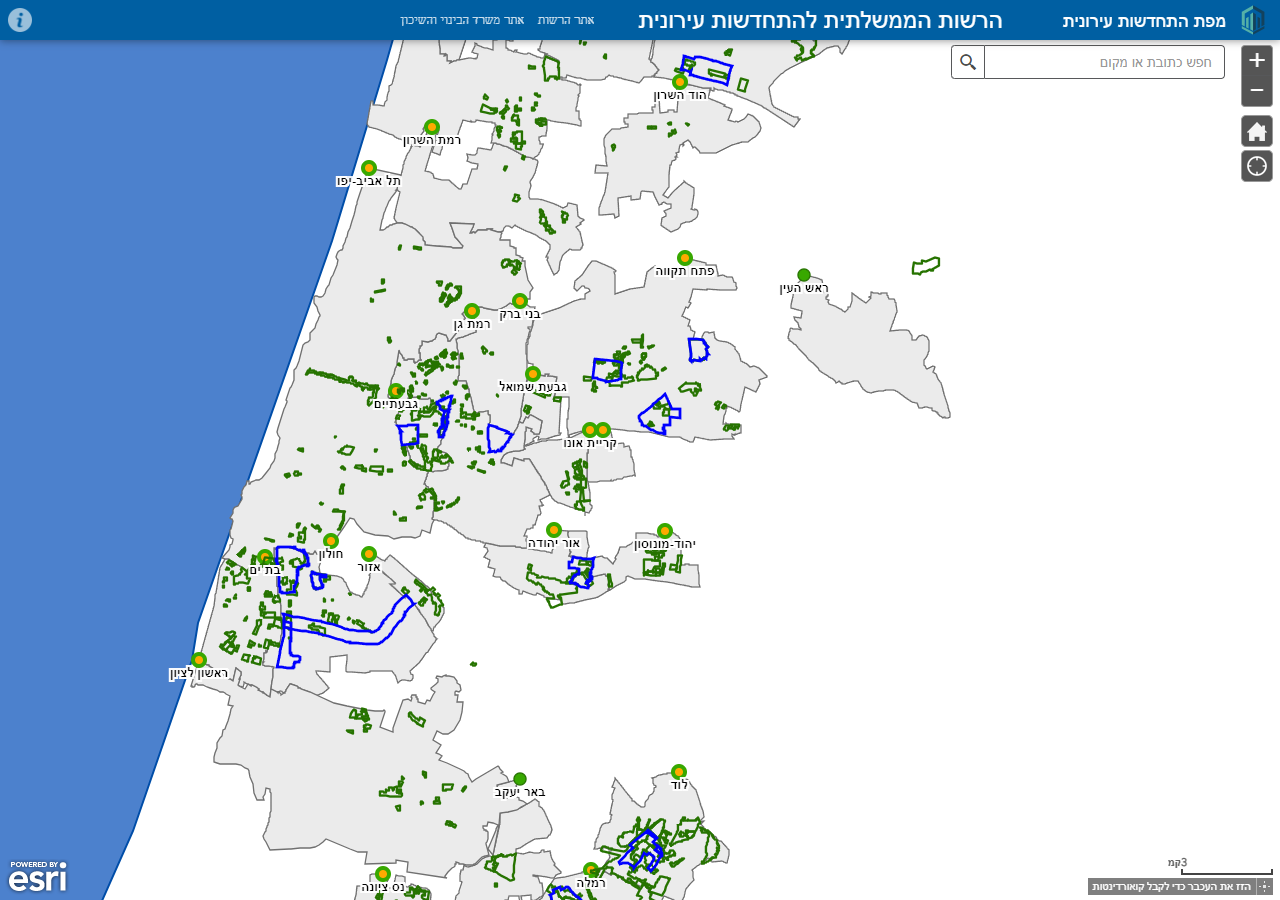 מפת התחדשות עירונית
הרשות הממשלתית להתחדשות עירונית
אתר הרשות
אתר משרד הבינוי והשיכון
חפש כתובת או מקום
הוד השרון
רמת השרון
תל אביב-יפו
פתח תקווה
ראש העין
בני ברק
רמת גן
גבעת שמואל
גבעתיים
קריית אונו
אור יהודה
יהוד-מונוסון
חולון
אזור
בת ים
ראשון לציון
באר יעקב
לוד
רמלה
נס ציונה
3קמ
הזז את העכבר כדי לקבל קואורדינטות
POWERED BY
esri